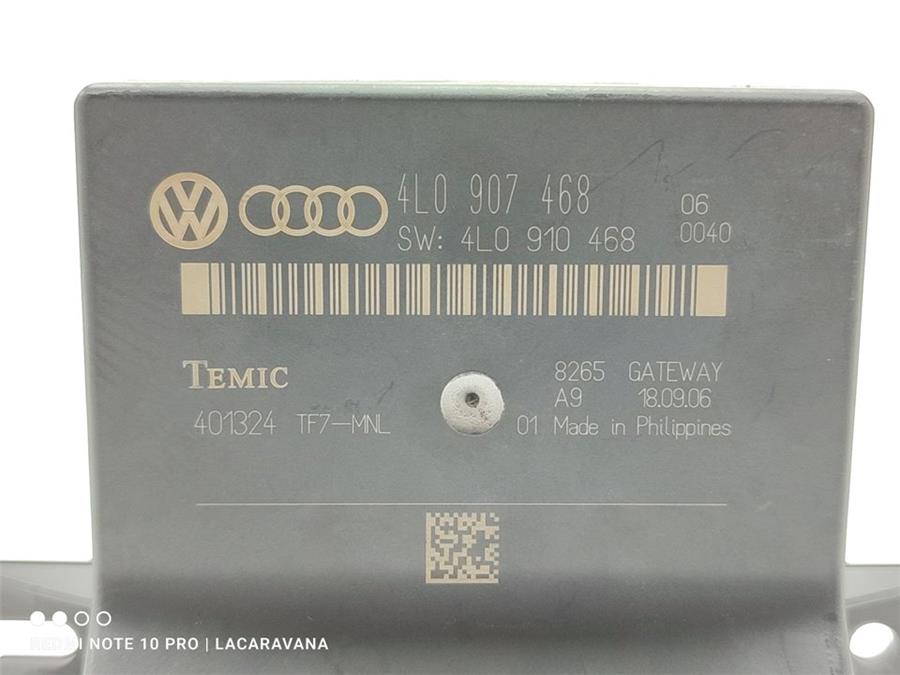 4L0 907 468 06
SW: 4L0 910 468 0040
TEMIC 8265 GATEWAY
A9 18.09.06
401324 TF7-MNL 01 Made in Philippines
REDMI NOTE 10 PRO | LACARAVANA